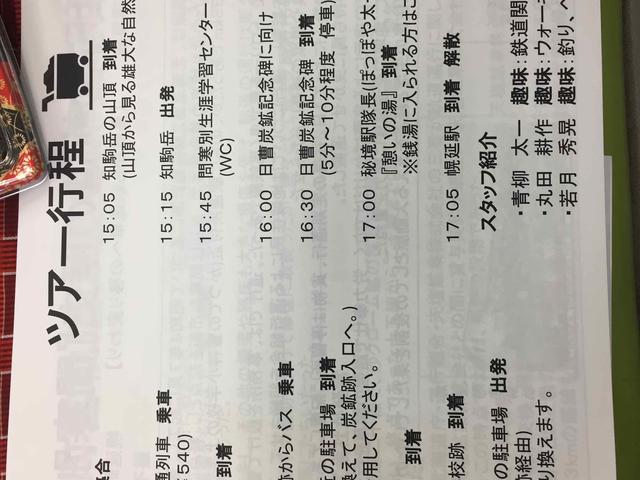 ツアー行程
集合
通列車 乗車
540)
到着
跡からバス 乗車
の駐車場 到着
換えて、炭鉱跡入口へ。)
用してください。
到着
校跡 到着
の駐車場 出発
跡経由)
り換えます。
15:05 知駒岳の山頂 到着
(山頂から見る雄大な自然
15:15 知駒岳 出発
15:45 問寒別生涯学習センター
(WC)
16:00 日曹炭鉱記念碑に向け
16:30 日曹炭鉱記念碑 到着
(5分~10分程度 停車)
17:00 秘境駅隊長(ぽっぽや太一
『憩いの湯』 到着
※銭湯に入られる方はこ
17:05 幌延駅 到着 解散
スタッフ紹介
・青柳 太一 趣味:鉄道関
・丸田 耕作 趣味:ウォー
・若月 秀晃 趣味:釣り、ヘ